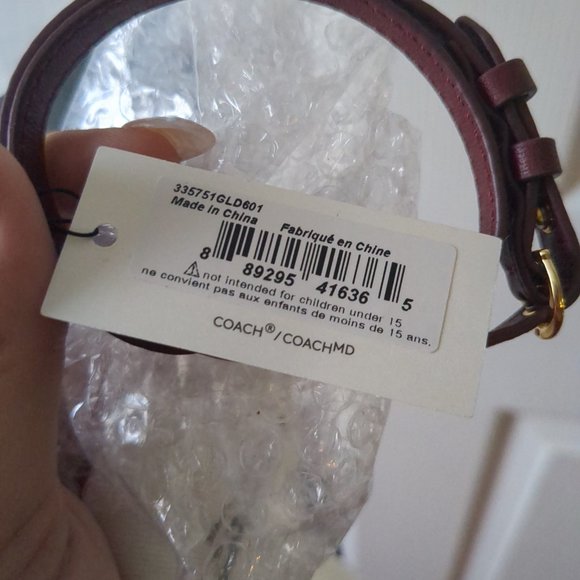 335751GLD601
Made in China Fabriqué en Chine
8 89295 41636 5
⚠ not intended for children under 15
ne convient pas aux enfants de moins de 15 ans.
COACH®/COACHMD